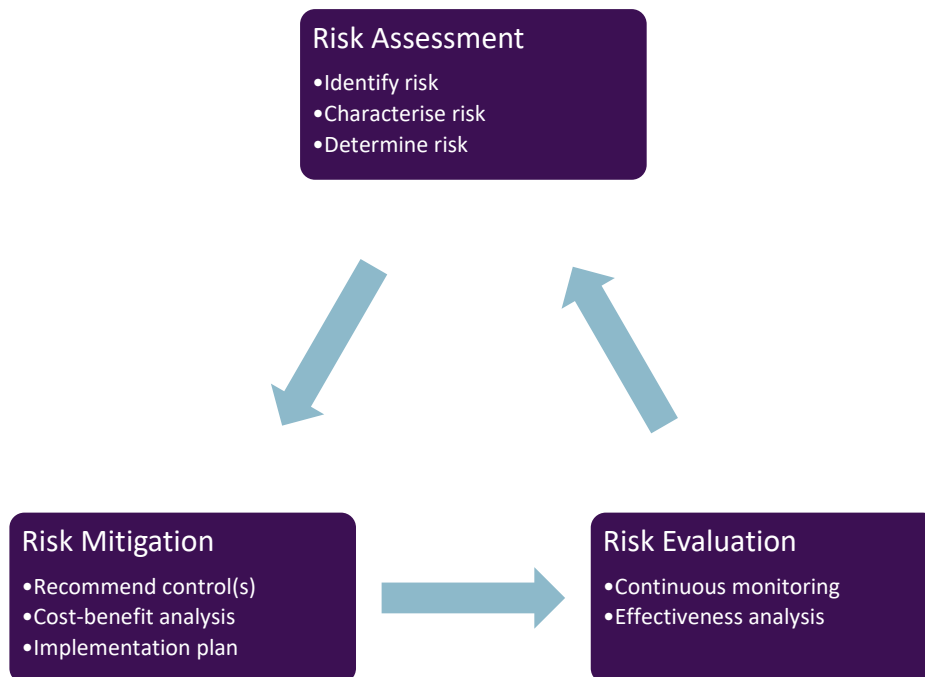 Risk Assessment
•Identify risk
•Characterise risk
•Determine risk
Risk Mitigation
•Recommend control(s)
•Cost-benefit analysis
•Implementation plan
Risk Evaluation
•Continuous monitoring
•Effectiveness analysis